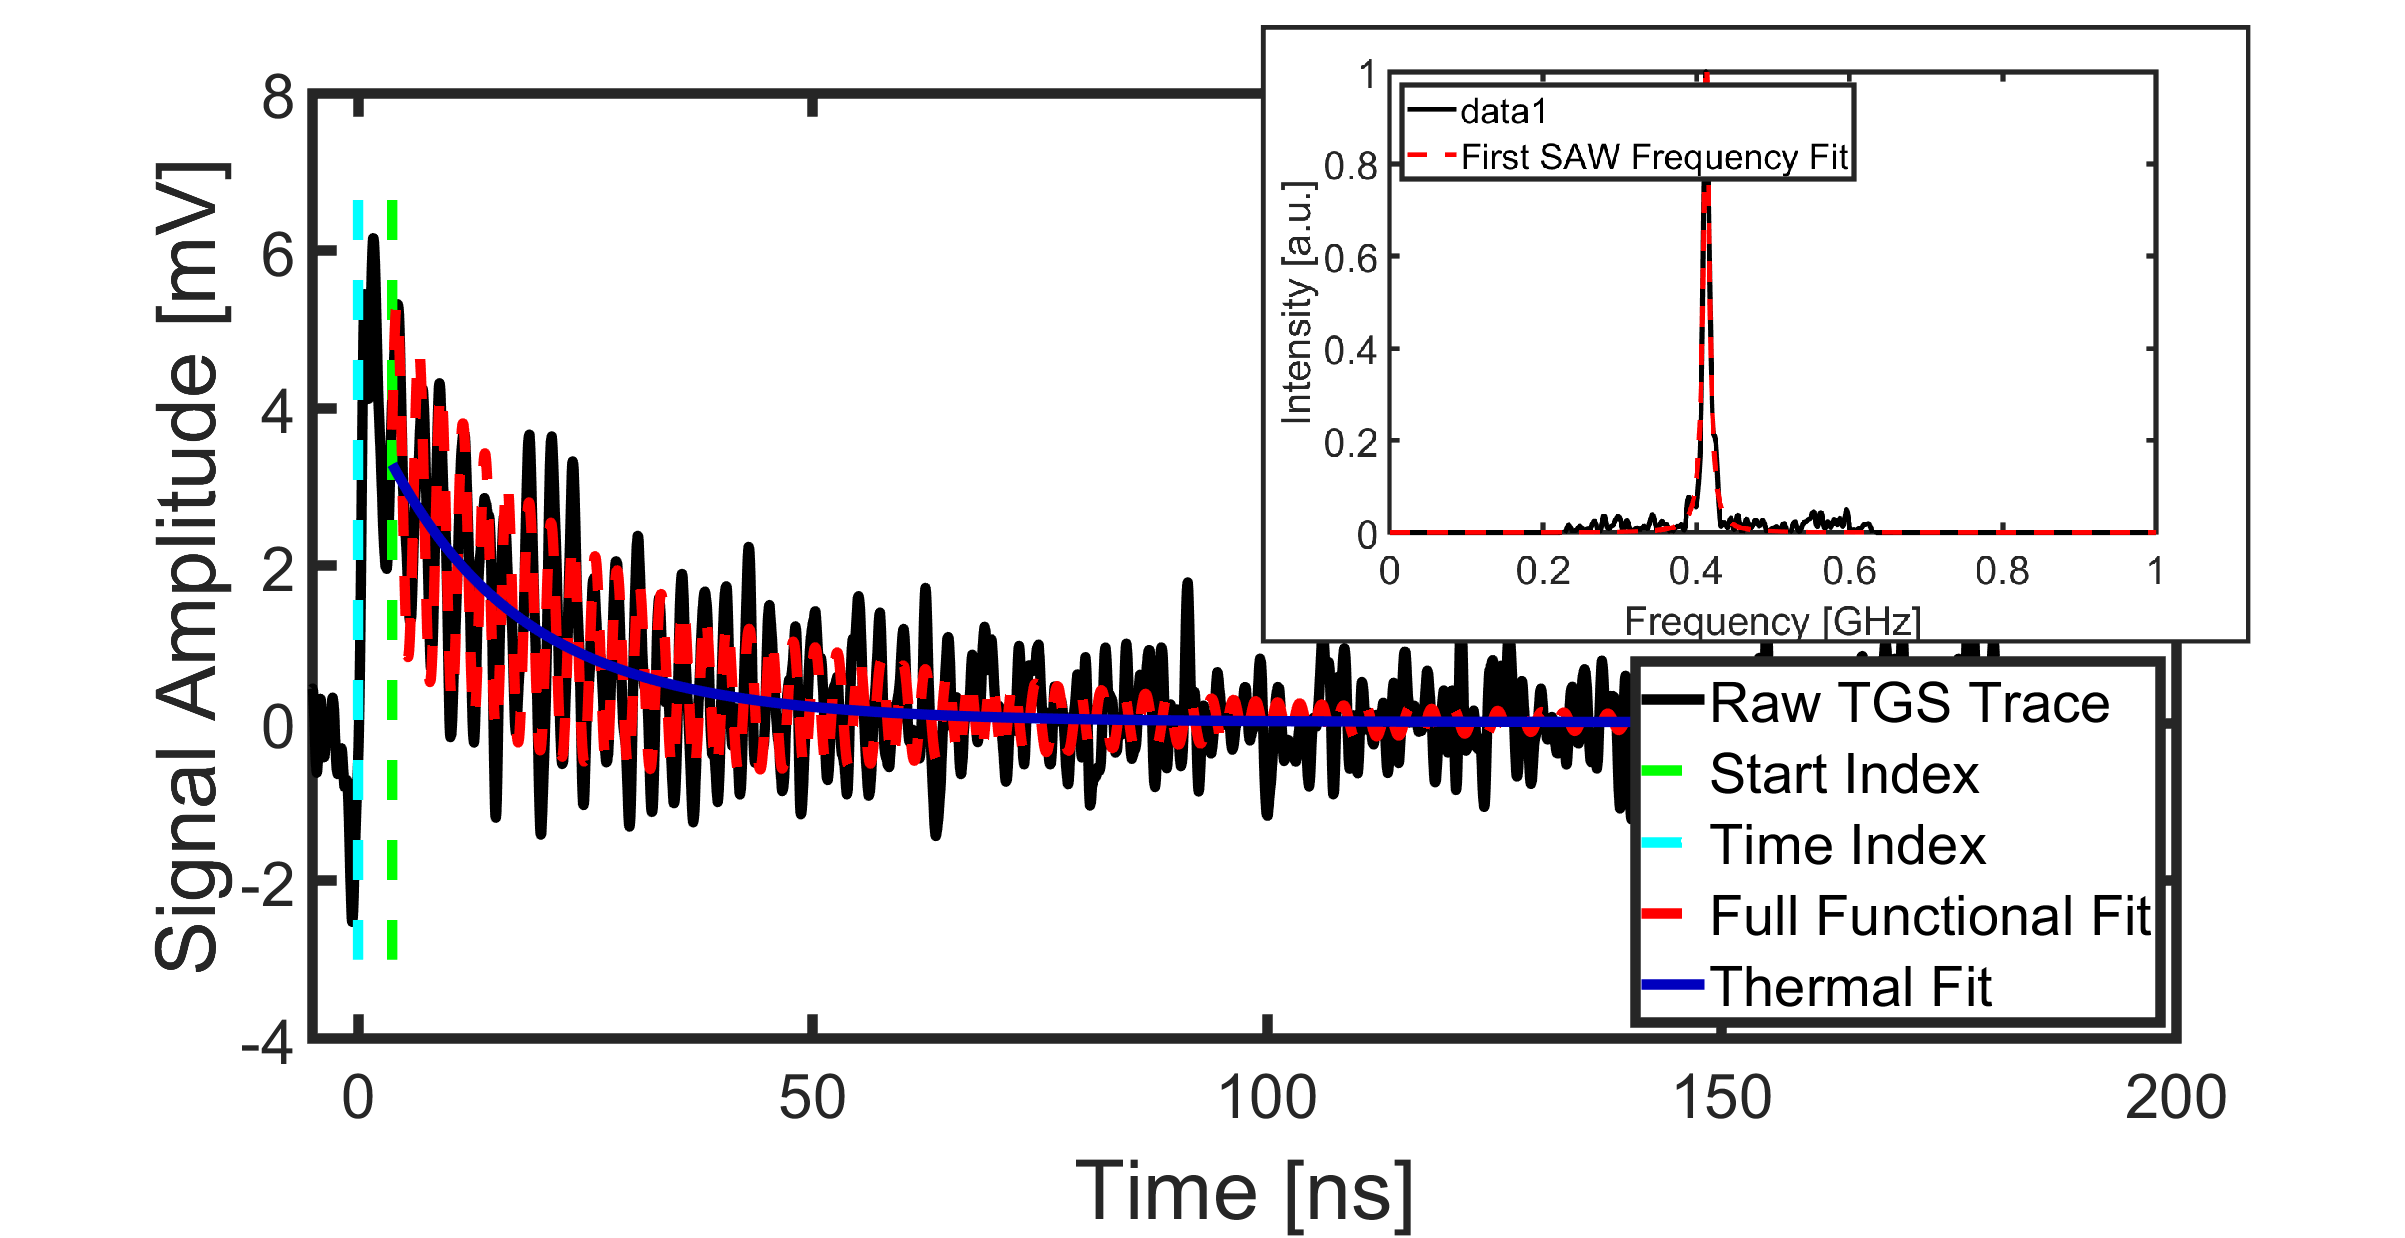 Signal Amplitude [mV]
8
6
4
2
0
-2
-4
0
50
100
150
200
Time [ns]
Intensity [a.u.]
1
0.8
0.6
0.4
0.2
0
data1
First SAW Frequency Fit
0
0.2
0.4
0.6
0.8
1
Frequency [GHz]
Raw TGS Trace
Start Index
Time Index
Full Functional Fit
Thermal Fit